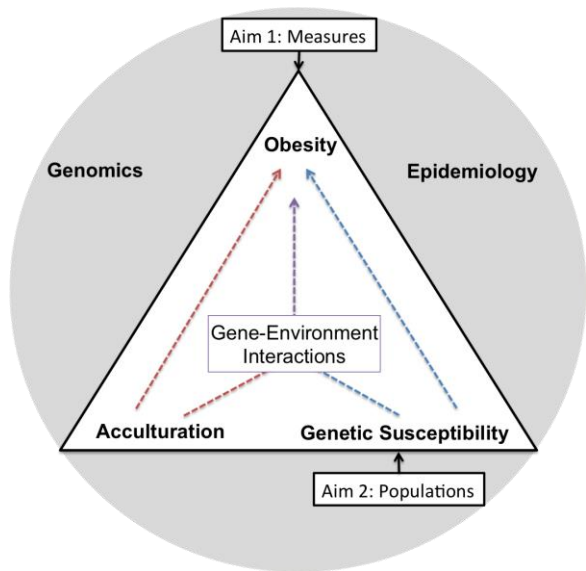 Aim 1: Measures
Obesity
Genomics
Epidemiology
Gene-Environment
Interactions
Acculturation
Genetic Susceptibility
Aim 2: Populations